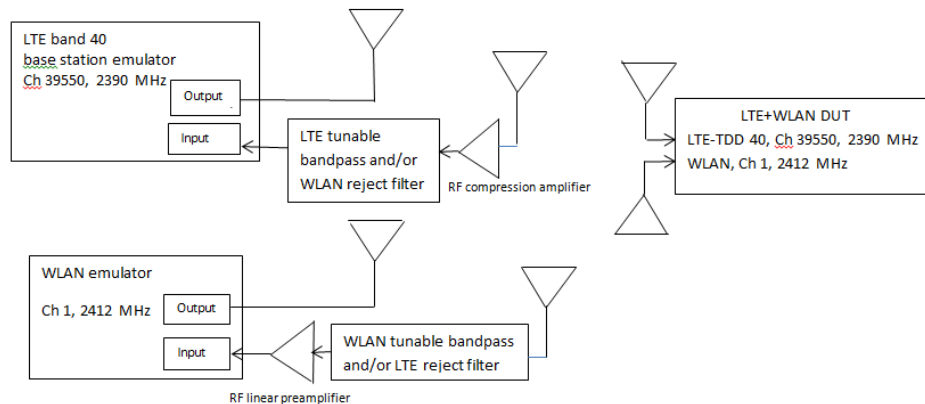 LTE band 40
base station emulator
Ch 39550, 2390 MHz
Output
Input
LTE tunable
bandpass and/or
WLAN reject filter
RF compression amplifier
LTE+WLAN DUT
LTE-TDD 40, Ch 39550, 2390 MHz
WLAN, Ch 1, 2412 MHz
WLAN emulator
Ch 1, 2412 MHz
Output
Input
WLAN tunable bandpass
and/or LTE reject filter
RF linear preamplifier